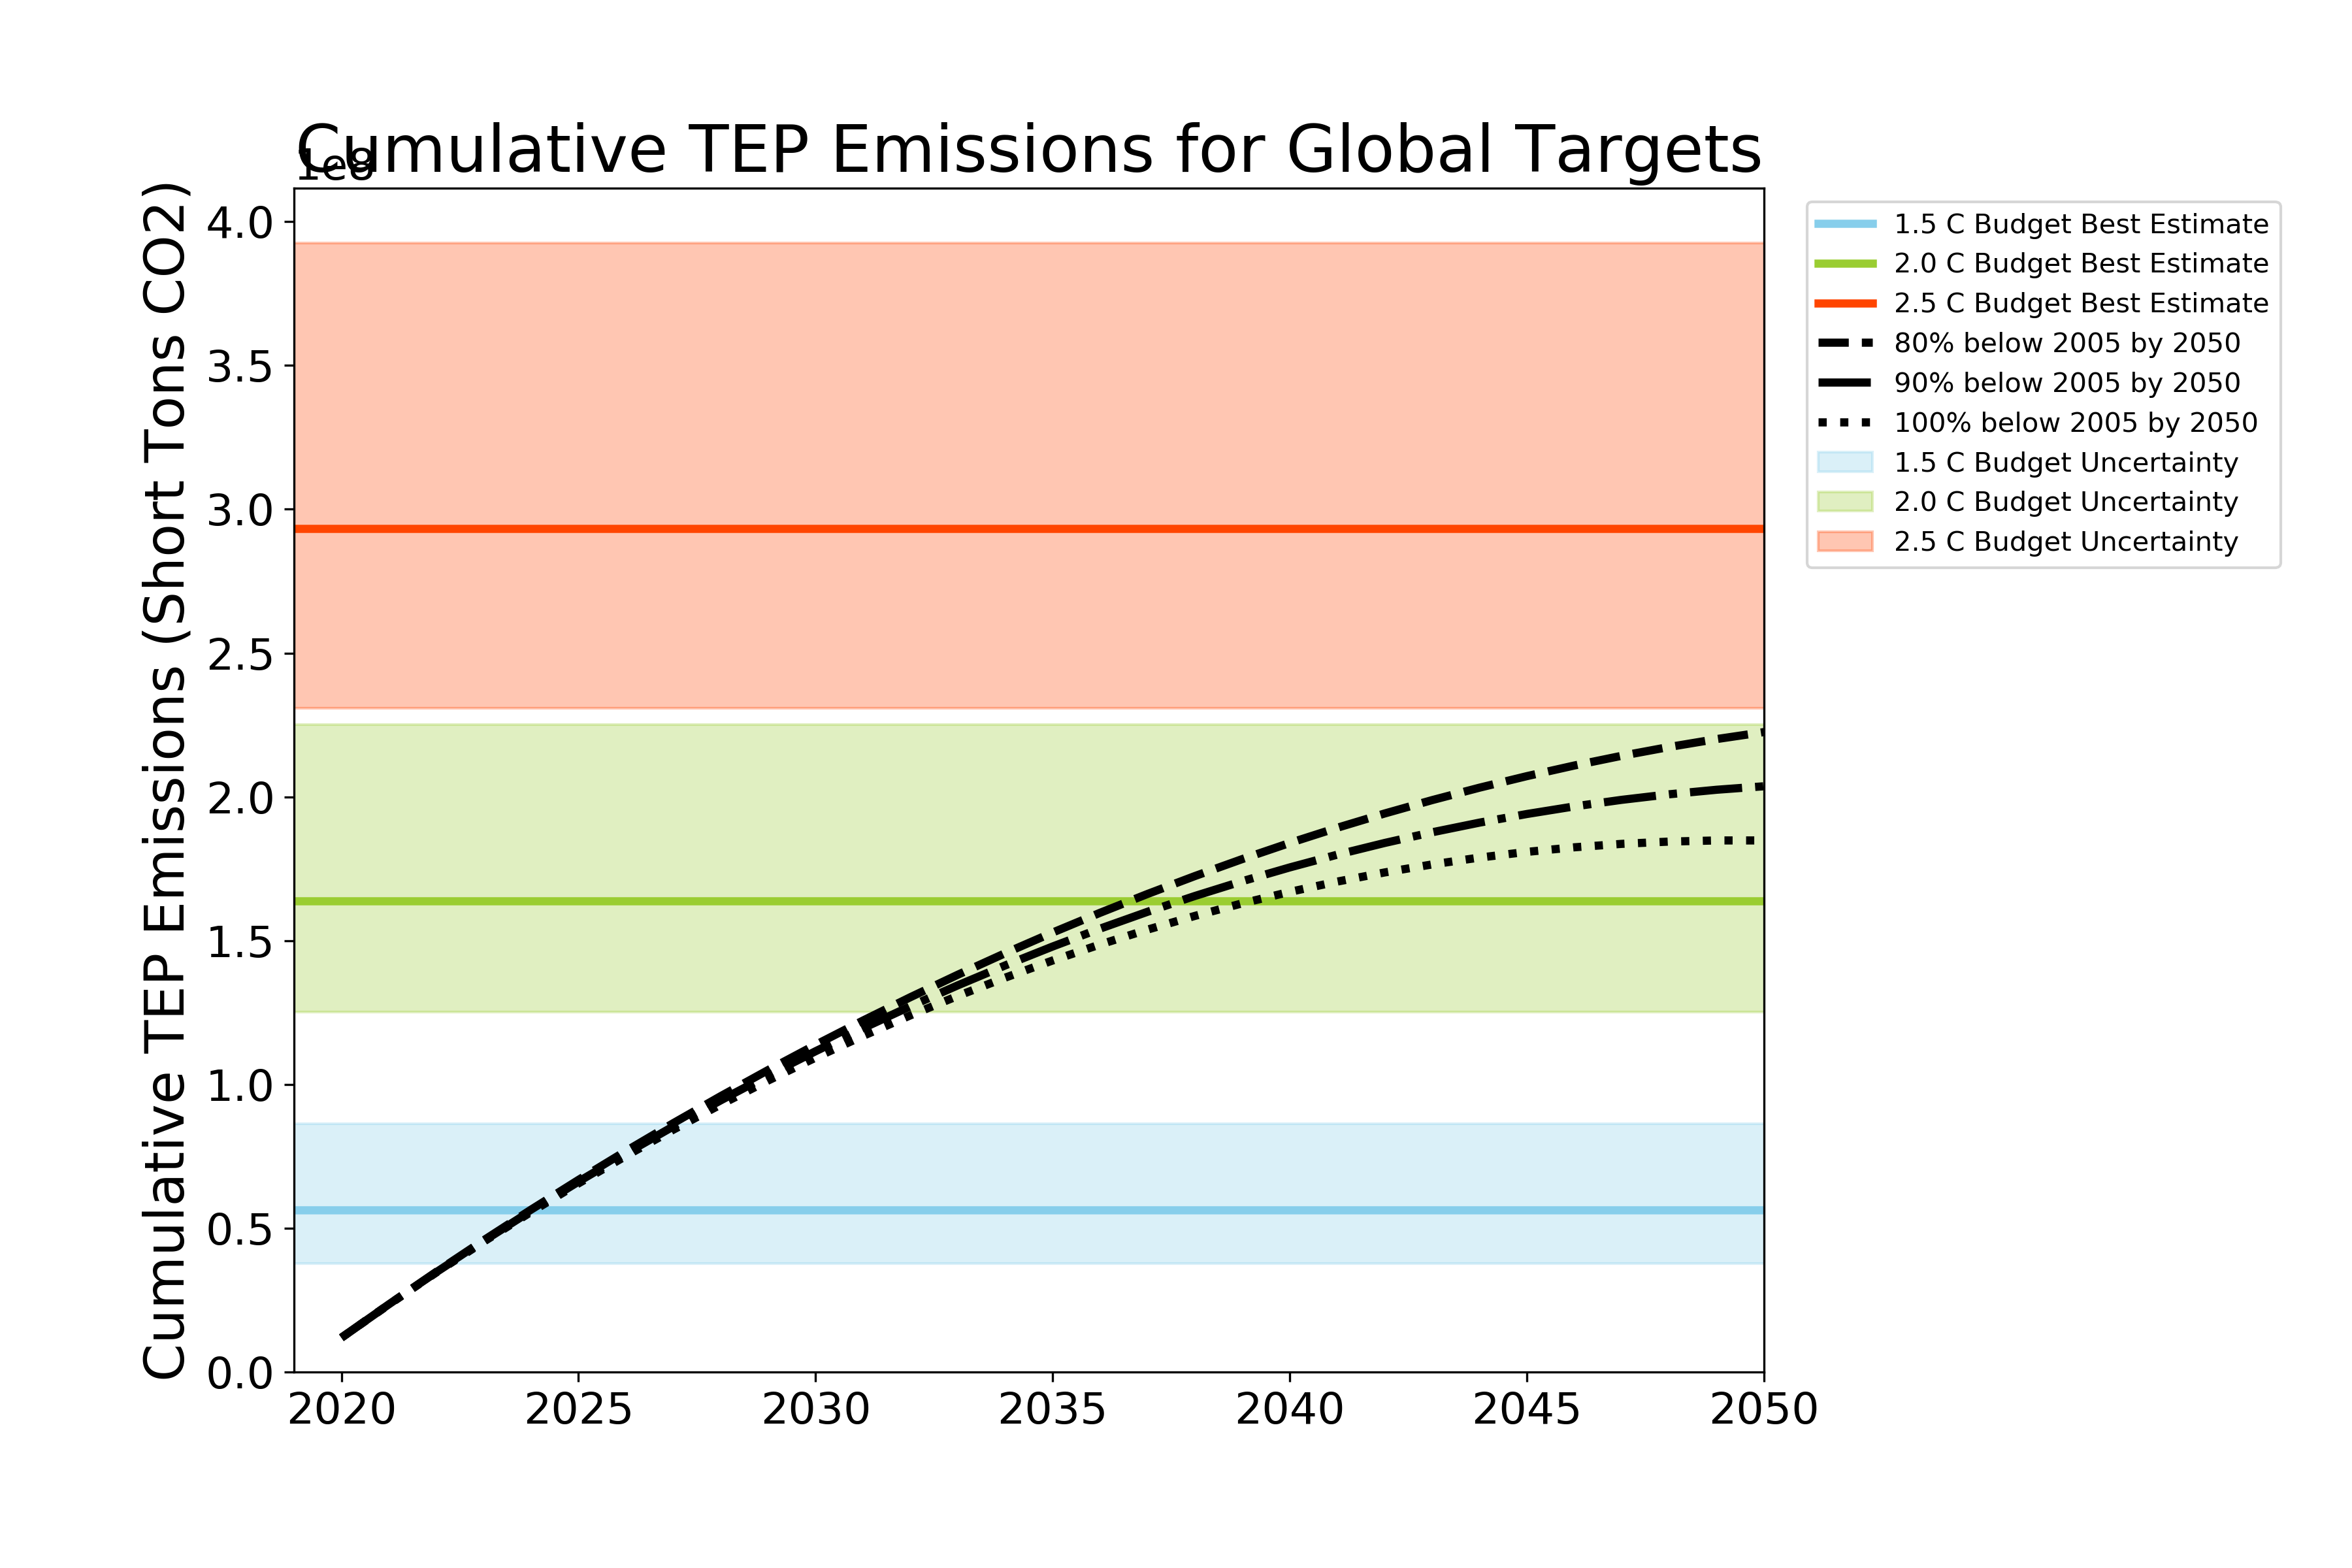 Cumulative TEP Emissions for Global Targets
1e8
Cumulative TEP Emissions (Short Tons CO2)
4.0
3.5
3.0
2.5
2.0
1.5
1.0
0.5
0.0
2020 2025 2030 2035 2040 2045 2050
1.5 C Budget Best Estimate
2.0 C Budget Best Estimate
2.5 C Budget Best Estimate
80% below 2005 by 2050
90% below 2005 by 2050
100% below 2005 by 2050
1.5 C Budget Uncertainty
2.0 C Budget Uncertainty
2.5 C Budget Uncertainty